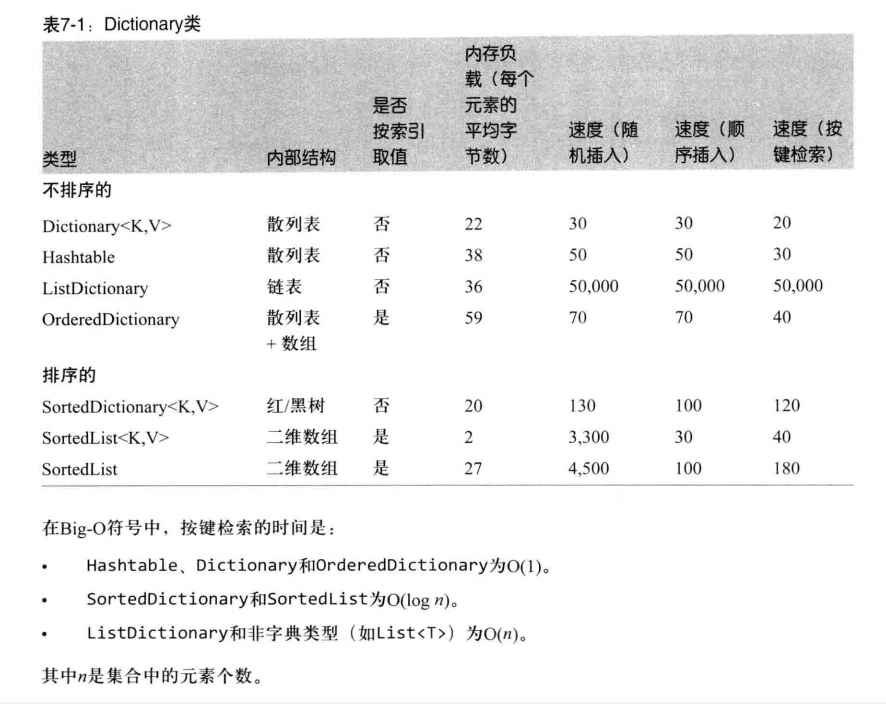 表7-1：Dictionary类
类型 内部结构 是否按索引取值 内存负载（每个元素的平均字节数） 速度（随机插入） 速度（顺序插入） 速度（按键检索）
不排序的
Dictionary<K,V> 散列表 否 22 30 30 20
Hashtable 散列表 否 38 50 50 30
ListDictionary 链表 否 36 50,000 50,000 50,000
OrderedDictionary 散列表 是 59 70 70 40
+ 数组
排序的
SortedDictionary<K,V> 红/黑树 否 20 130 100 120
SortedList<K,V> 二维数组 是 2 3,300 30 40
SortedList 二维数组 是 27 4,500 100 180
在Big-O符号中，按键检索的时间是：
• Hashtable、Dictionary和OrderedDictionary为O(1)。
• SortedDictionary和SortedList为O(log n)。
• ListDictionary和非字典类型（如List<T>）为O(n)。
其中n是集合中的元素个数。